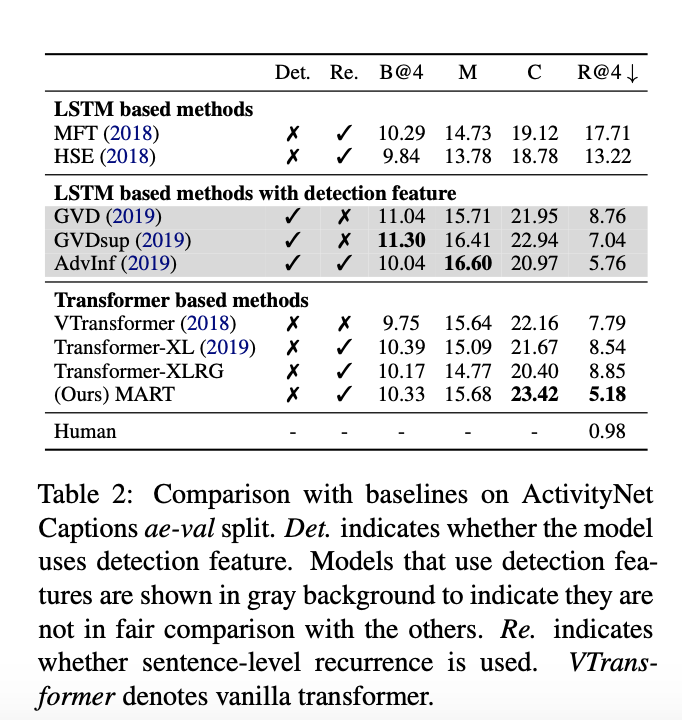 Det. Re. B@4 M C R@4 ↓
LSTM based methods
MFT (2018) ✗ ✓ 10.29 14.73 19.12 17.71
HSE (2018) ✗ ✓ 9.84 13.78 18.78 13.22
LSTM based methods with detection feature
GVD (2019) ✓ ✗ 11.04 15.71 21.95 8.76
GVDsup (2019) ✓ ✗ 11.30 16.41 22.94 7.04
AdvInf (2019) ✓ ✓ 10.04 16.60 20.97 5.76
Transformer based methods
VTransformer (2018) ✗ ✗ 9.75 15.64 22.16 7.79
Transformer-XL (2019) ✗ ✓ 10.39 15.09 21.67 8.54
Transformer-XLRG ✗ ✓ 10.17 14.77 20.40 8.85
(Ours) MART ✗ ✓ 10.33 15.68 23.42 5.18
Human - - - - - 0.98
Table 2: Comparison with baselines on ActivityNet
Captions ae-val split. Det. indicates whether the model
uses detection feature. Models that use detection fea-
tures are shown in gray background to indicate they are
not in fair comparison with the others. Re. indicates
whether sentence-level recurrence is used. VTrans-
former denotes vanilla transformer.